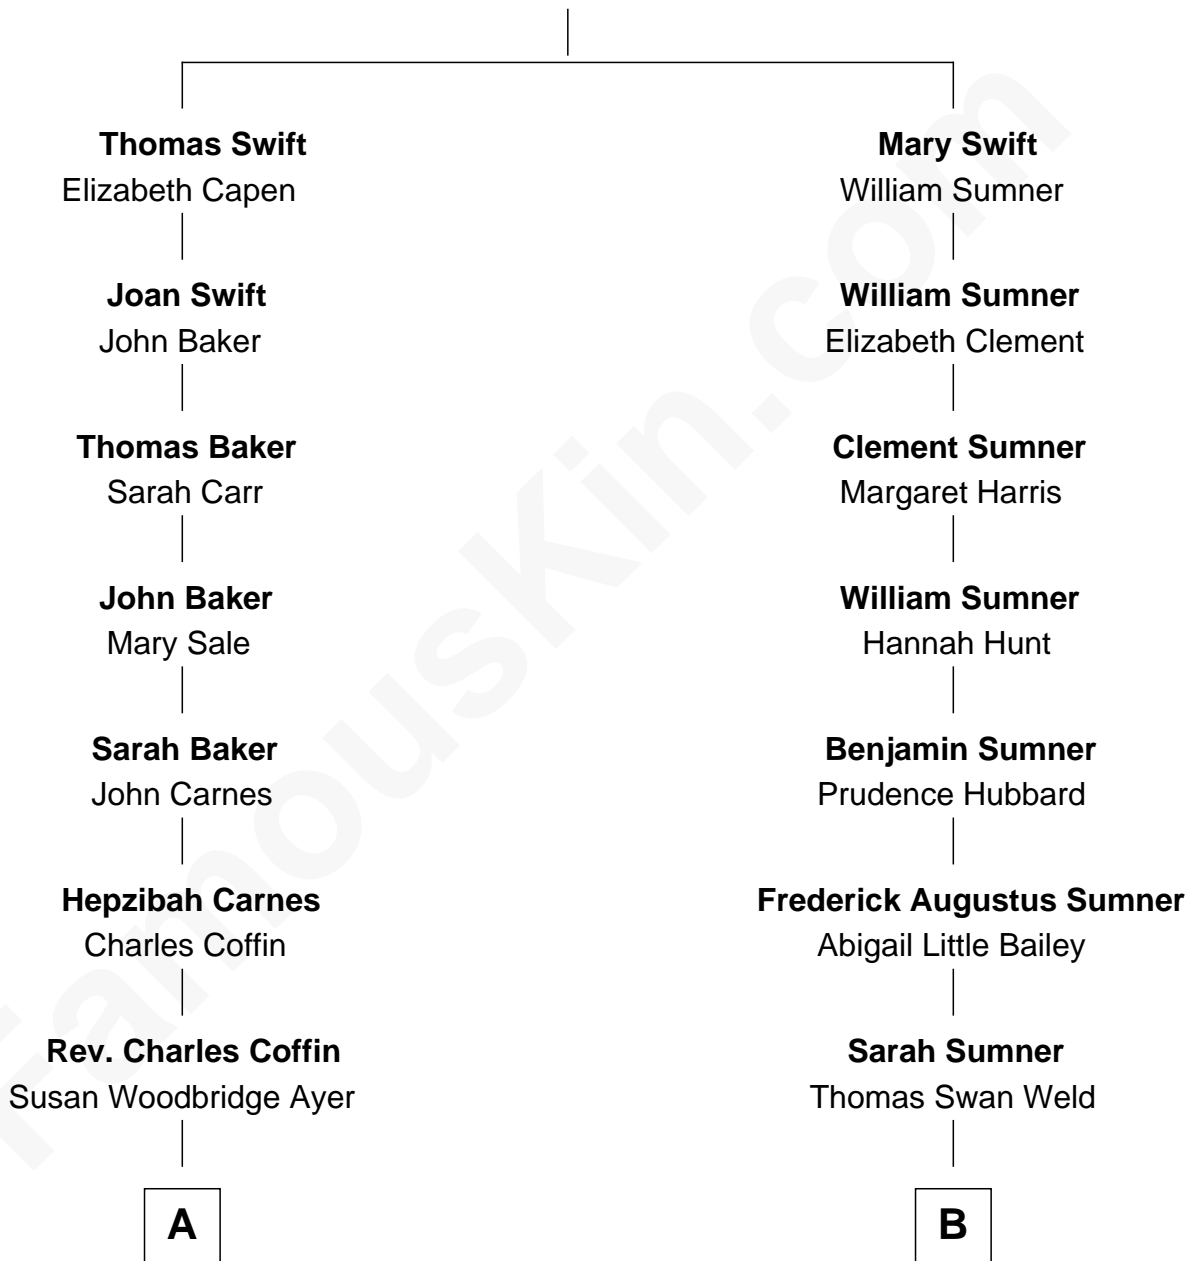 Thomas Swift
Elizabeth Capen
Joan Swift
John Baker
Thomas Baker
Sarah Carr
John Baker
Mary Sale
Sarah Baker
John Carnes
Hepzibah Carnes
Charles Coffin
Rev. Charles Coffin
Susan Woodbridge Ayer
A
Mary Swift
William Sumner
William Sumner
Elizabeth Clement
Clement Sumner
Margaret Harris
William Sumner
Hannah Hunt
Benjamin Sumner
Prudence Hubbard
Frederick Augustus Sumner
Abigail Little Bailey
Sarah Sumner
Thomas Swan Weld
B
FamousKin.com